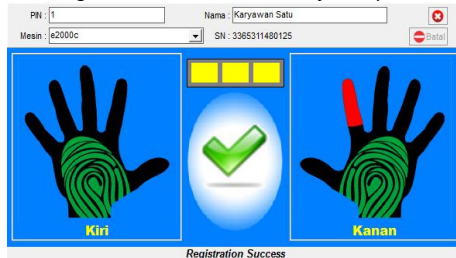 PIN : 1 Nama : Karyawan Satu
Mesin : e2000c SN : 3365311480125 Batal
Kiri Kanan
Registration Success